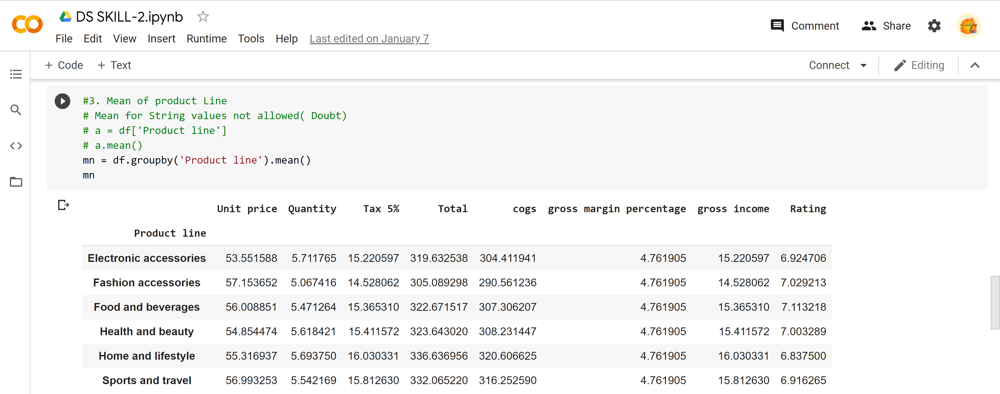 DS SKILL-2.ipynb
File Edit View Insert Runtime Tools Help Last edited on January 7
Comment Share
+ Code + Text
Connect Editing
#3. Mean of product Line
# Mean for String values not allowed( Doubt)
# a = df['Product line']
# a.mean()
mn = df.groupby('Product line').mean()
mn
Unit price Quantity Tax 5% Total cogs gross margin percentage gross income Rating
Product line
Electronic accessories 53.551588 5.711765 15.220597 319.632538 304.411941 4.761905 15.220597 6.924706
Fashion accessories 57.153652 5.067416 14.528062 305.089298 290.561236 4.761905 14.528062 7.029213
Food and beverages 56.008851 5.471264 15.365310 322.671517 307.306207 4.761905 15.365310 7.113218
Health and beauty 54.854474 5.618421 15.411572 323.643020 308.231447 4.761905 15.411572 7.003289
Home and lifestyle 55.316937 5.693750 16.030331 336.636956 320.606625 4.761905 16.030331 6.837500
Sports and travel 56.993253 5.542169 15.812630 332.065220 316.252590 4.761905 15.812630 6.916265